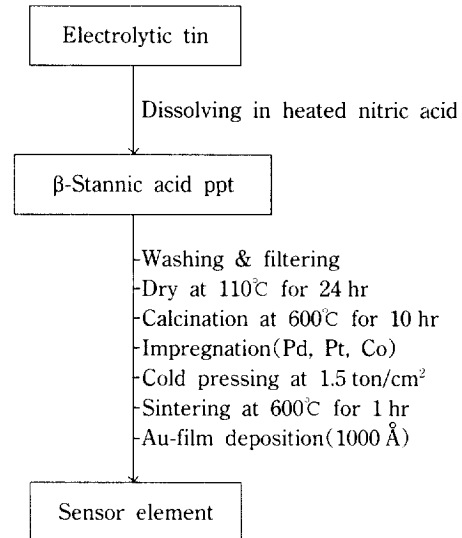 Electrolytic tin
Dissolving in heated nitric acid
β-Stannic acid ppt
Washing & filtering
Dry at 110℃ for 24 hr
Calcination at 600℃ for 10 hr
Impregnation(Pd, Pt, Co)
Cold pressing at 1.5 ton/cm²
Sintering at 600℃ for 1 hr
Au-film deposition(1000 Å)
Sensor element